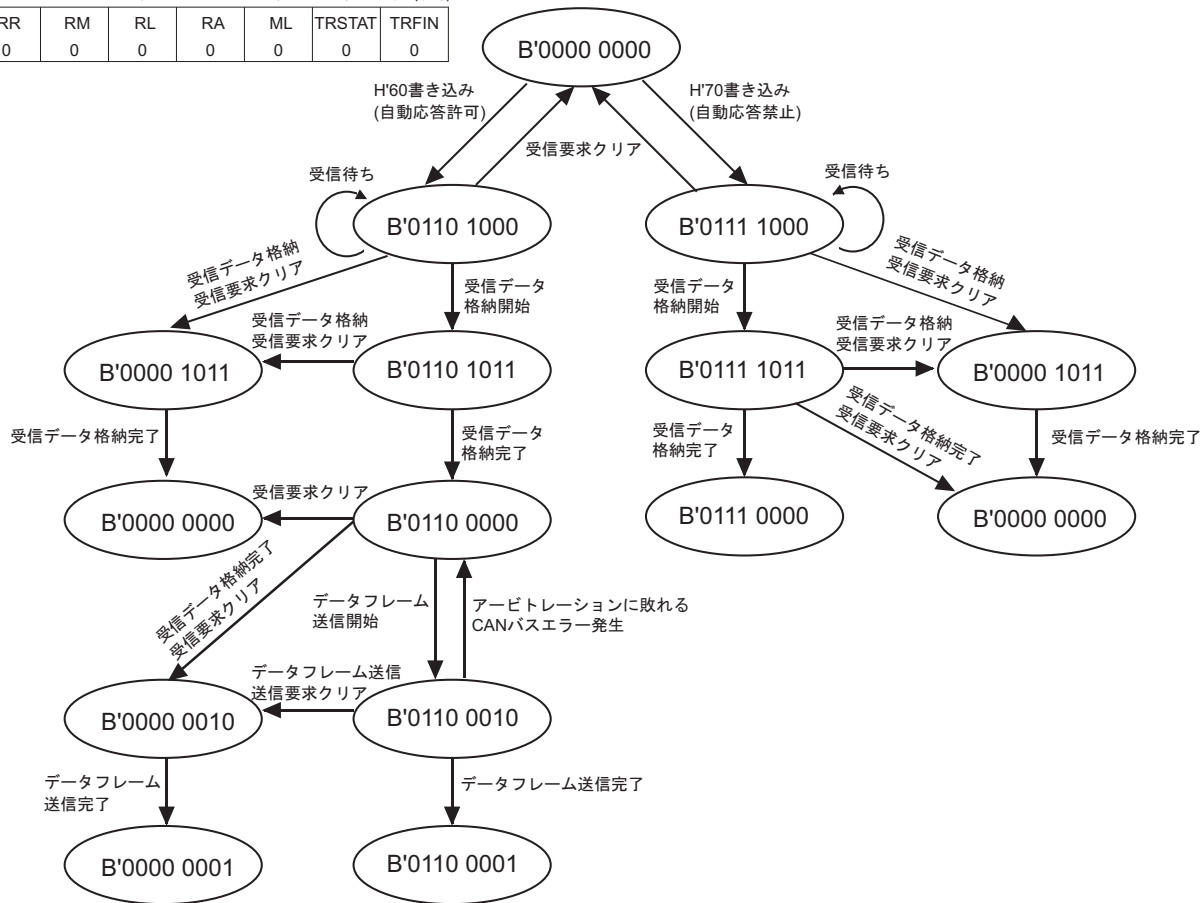 RR RM RL RA ML TRSTAT TRFIN
0 0 0 0 0 0 0
B'0000 0000
H'60書き込み
(自動応答許可)
H'70書き込み
(自動応答禁止)
受信要求クリア
受信待ち
受信待ち
B'0110 1000
B'0111 1000
受信データ格納
受信要求クリア
受信データ
格納開始
受信データ
格納開始
受信データ格納
受信要求クリア
受信データ格納
受信要求クリア
受信データ格納
受信要求クリア
B'0000 1011
B'0110 1011
B'0111 1011
B'0000 1011
受信データ格納完了
受信データ
格納完了
受信データ
格納完了
受信データ格納完了
受信要求クリア
受信データ格納完了
受信要求クリア
B'0000 0000
B'0110 0000
B'0111 0000
B'0000 0000
受信データ格納完了
受信要求クリア
データフレーム
送信開始
アービトレーションに敗れる
CANバスエラー発生
データフレーム送信
送信要求クリア
B'0000 0010
B'0110 0010
データフレーム
送信完了
データフレーム送信完了
B'0000 0001
B'0110 0001